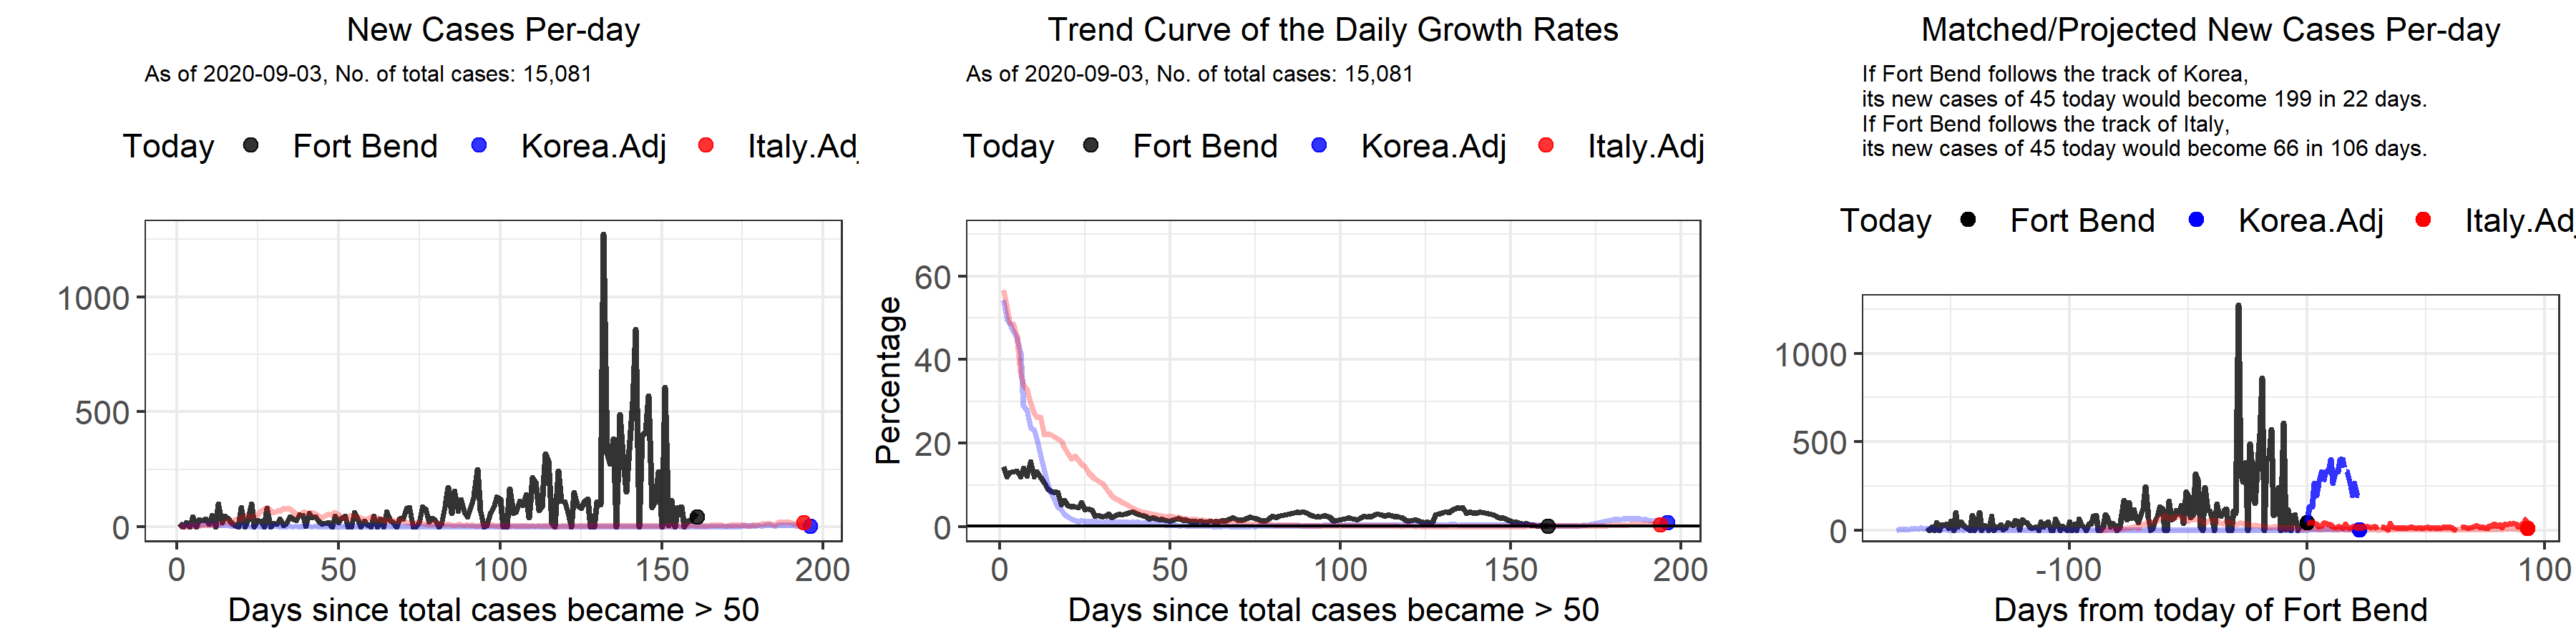 New Cases Per-day
As of 2020-09-03, No. of total cases: 15,081
Today Fort Bend Korea.Adj Italy.Ad
1000
500
0
0 50 100 150 200
Days since total cases became > 50
Trend Curve of the Daily Growth Rates
As of 2020-09-03, No. of total cases: 15,081
Today Fort Bend Korea.Adj Italy.Adj
Percentage
60
40
20
0
0 50 100 150 200
Days since total cases became > 50
Matched/Projected New Cases Per-day
If Fort Bend follows the track of Korea,
its new cases of 45 today would become 199 in 22 days.
If Fort Bend follows the track of Italy,
its new cases of 45 today would become 66 in 106 days.
Today Fort Bend Korea.Adj Italy.Ad
1000
500
0
-100 0 100
Days from today of Fort Bend